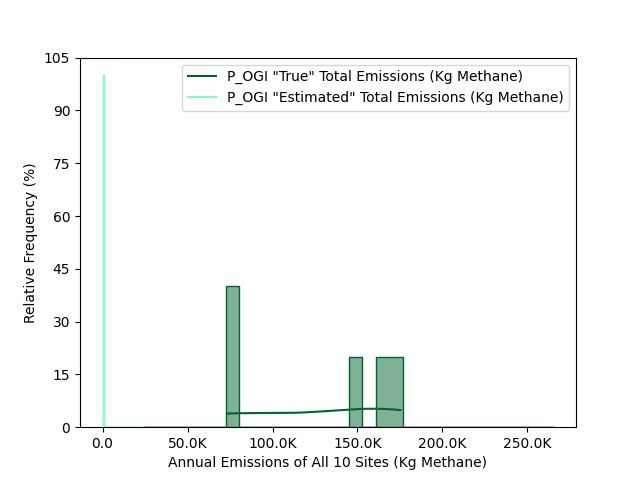 P_OGI "True" Total Emissions (Kg Methane)
P_OGI "Estimated" Total Emissions (Kg Methane)
105
90
75
60
45
30
15
0
Relative Frequency (%)
0.0 50.0K 100.0K 150.0K 200.0K 250.0K
Annual Emissions of All 10 Sites (Kg Methane)